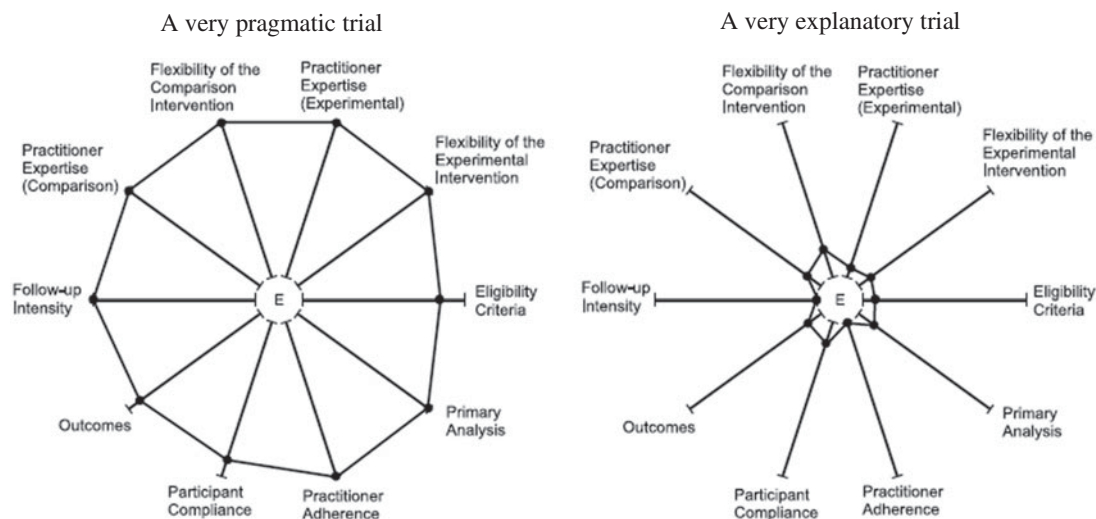 A very pragmatic trial
Flexibility of the
Comparison
Intervention
Practitioner
Expertise
(Experimental)
Practitioner
Expertise
(Comparison)
Flexibility of the
Experimental
Intervention
Follow-up
Intensity
E
Eligibility
Criteria
Outcomes
Primary
Analysis
Participant
Compliance
Practitioner
Adherence
A very explanatory trial
Flexibility of the
Comparison
Intervention
Practitioner
Expertise
(Experimental)
Practitioner
Expertise
(Comparison)
Flexibility of the
Experimental
Intervention
Follow-up
Intensity
E
Eligibility
Criteria
Outcomes
Primary
Analysis
Participant
Compliance
Practitioner
Adherence